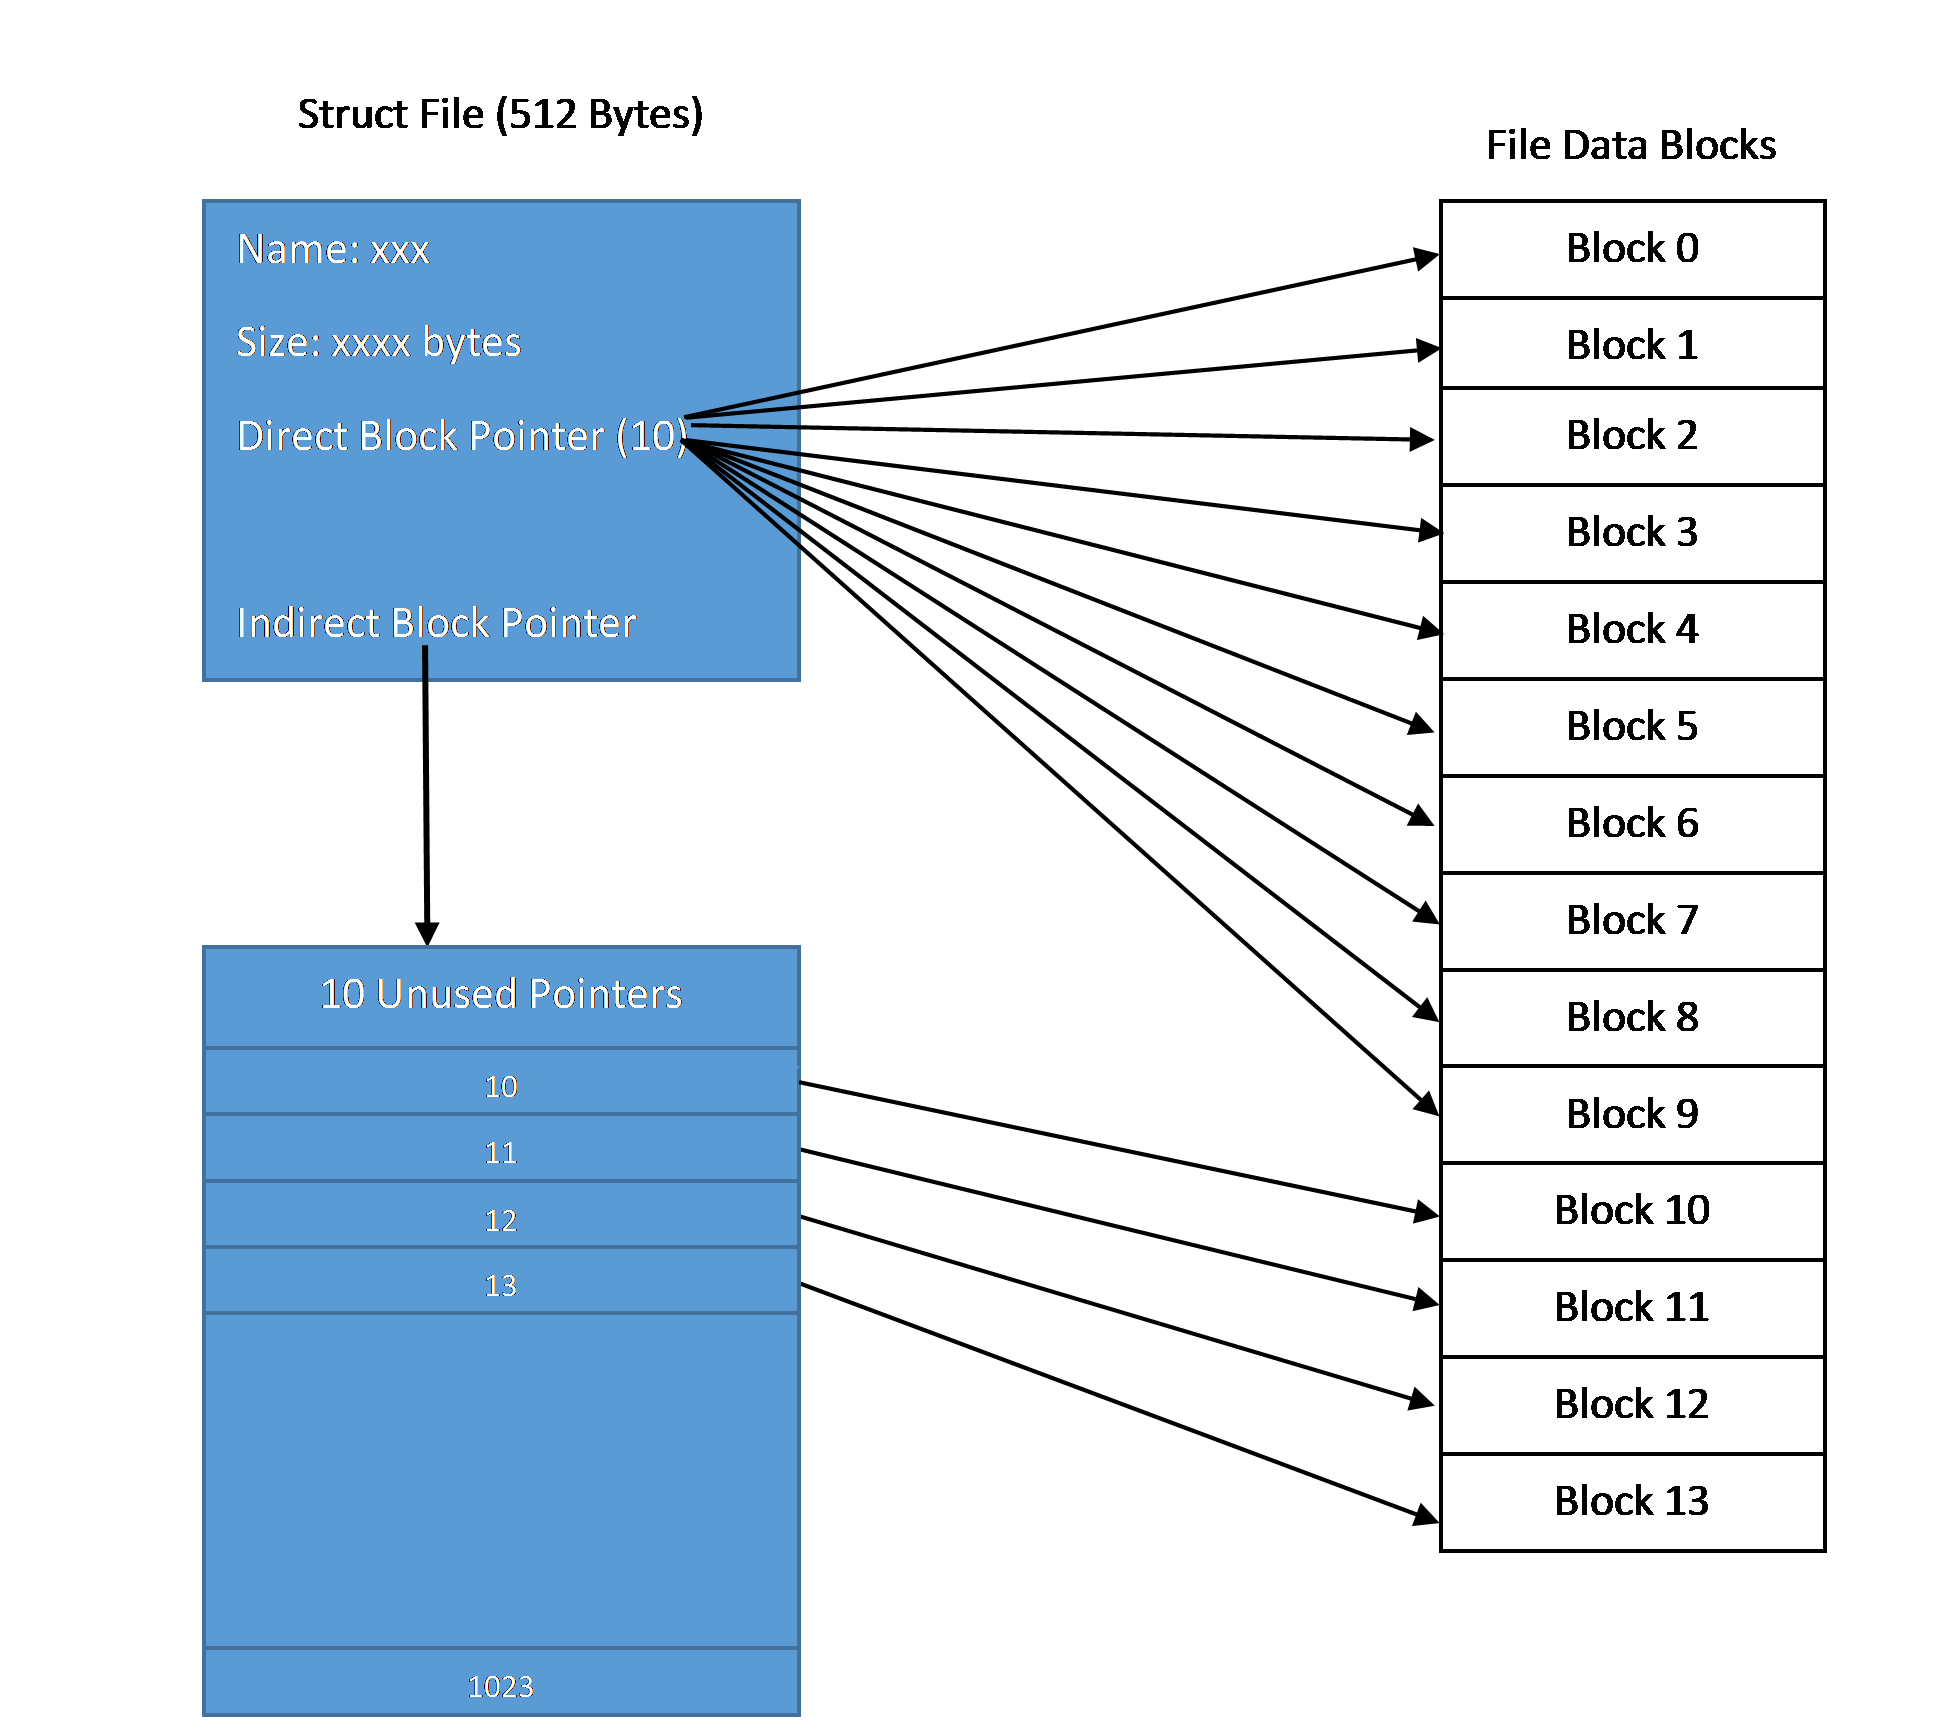 Struct File (512 Bytes)
Name: xxx
Size: xxxx bytes
Direct Block Pointer (10)
Indirect Block Pointer
10 Unused Pointers
10
11
12
13
1023
File Data Blocks
Block 0
Block 1
Block 2
Block 3
Block 4
Block 5
Block 6
Block 7
Block 8
Block 9
Block 10
Block 11
Block 12
Block 13